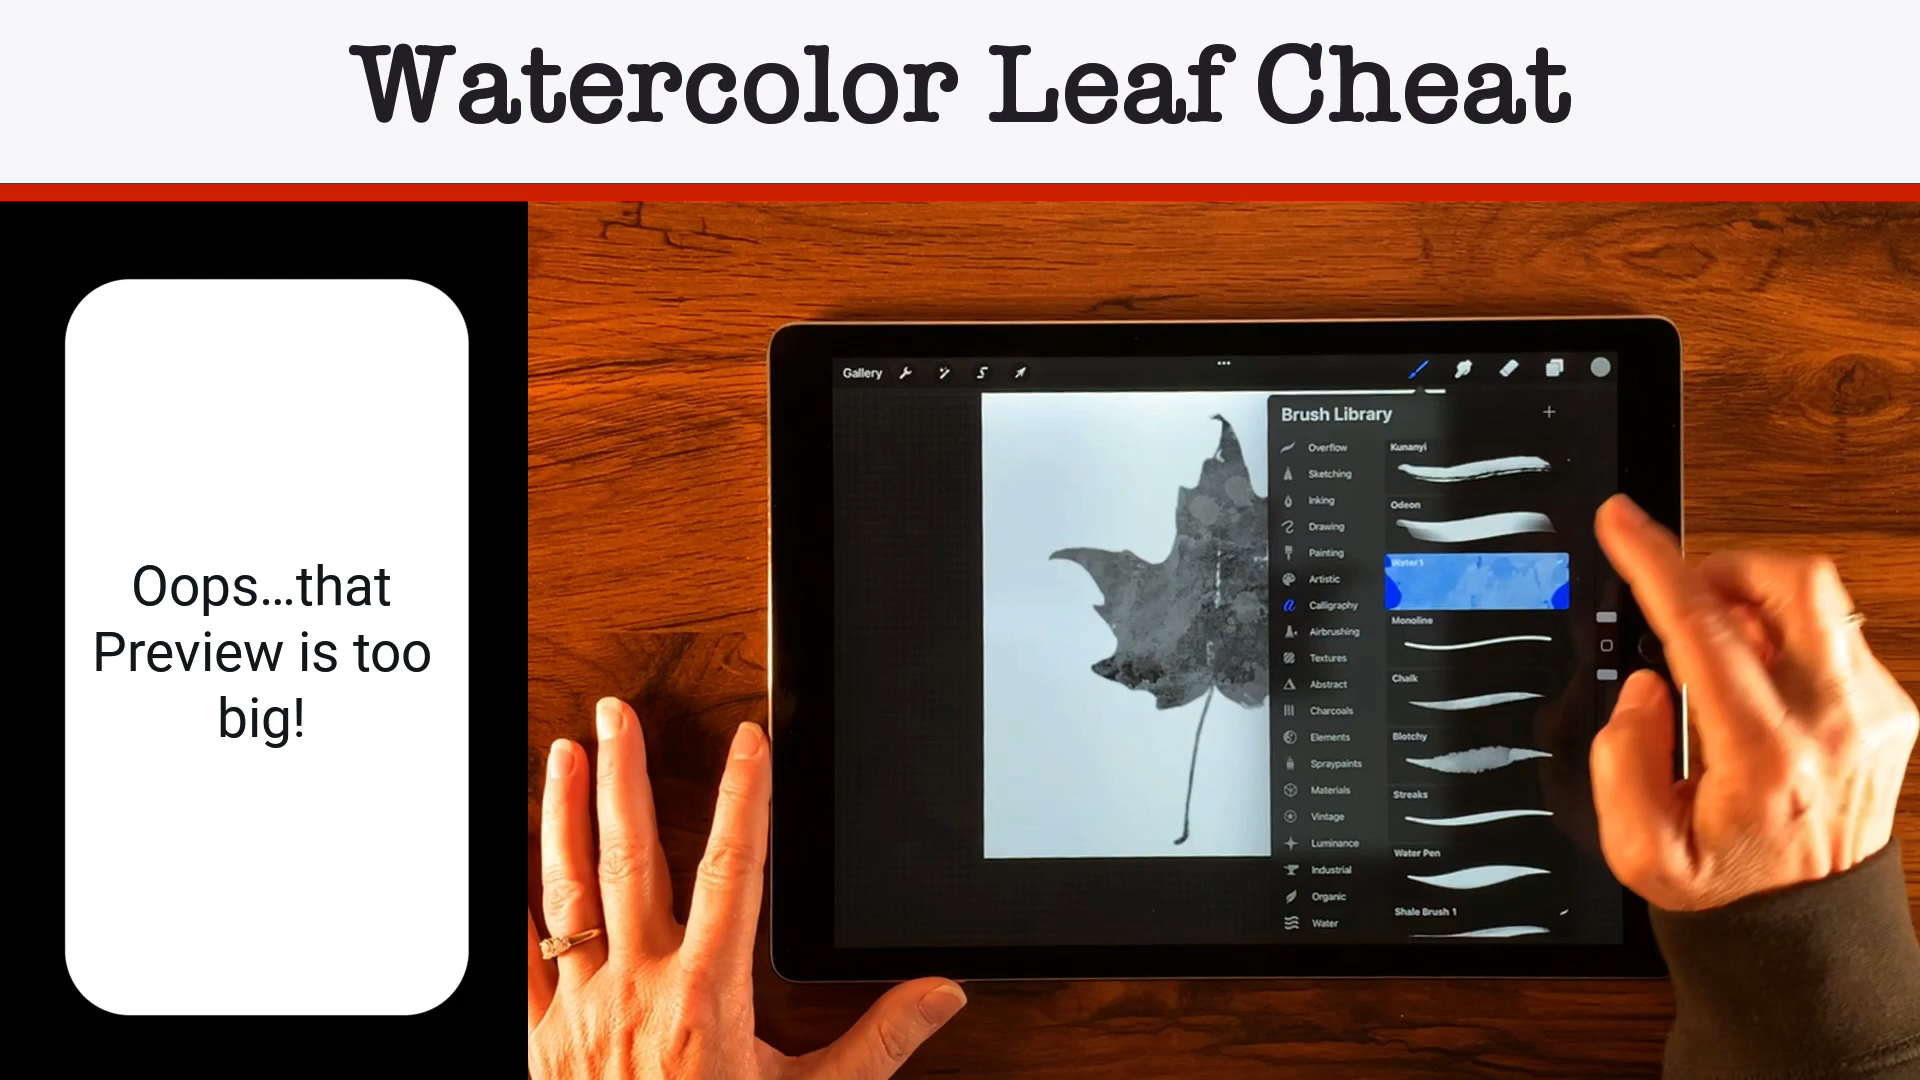 Watercolor Leaf Cheat
Oops...that
Preview is too
big!
Gallery
Brush Library
Overflow
Sketching
Inking
Drawing
Painting
Artistic
Calligraphy
Airbrushing
Textures
Abstract
Charcoals
Elements
Spraypaints
Materials
Vintage
Luminance
Industrial
Organic
Water
Kunanyi
Odeon
Water1
Monoline
Chalk
Blotchy
Streaks
Water Pen
Shale Brush 1